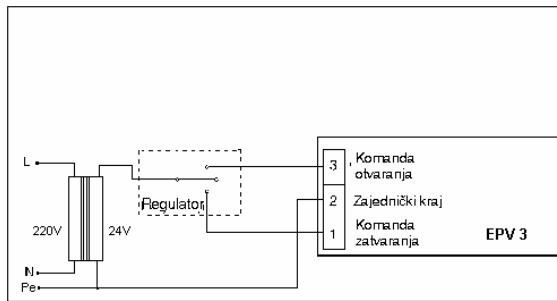 L
220V
24V
N
Pe
Regulator
3
Komanda
otvaranja
2
Zajednički kraj
1
Komanda
zatvaranja
EPV 3